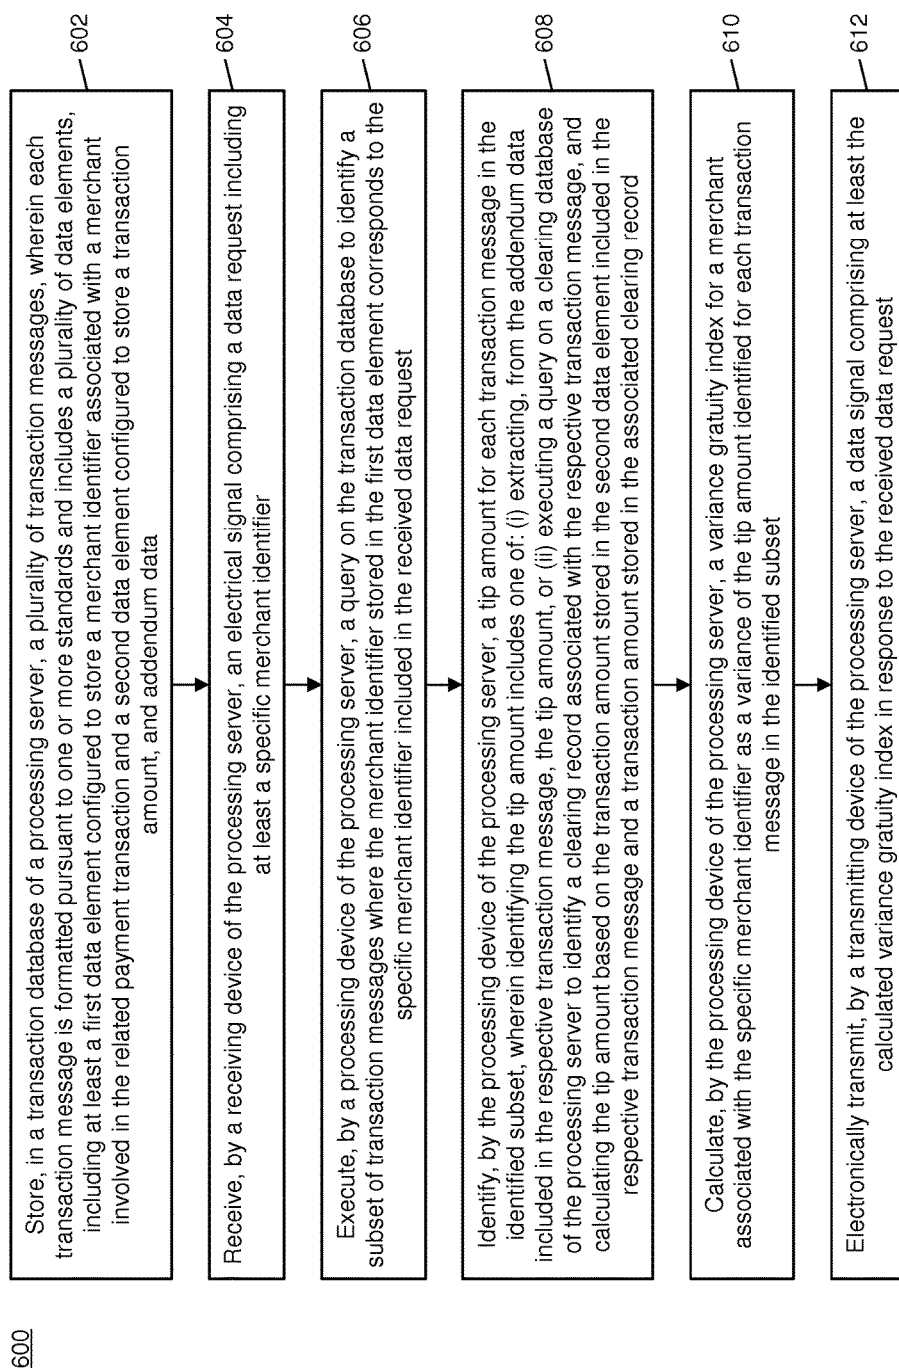 600
Store, in a transaction database of a processing server, a plurality of transaction messages, wherein each
transaction message is formatted pursuant to one or more standards and includes a plurality of data elements,
including at least a first data element configured to store a merchant identifier associated with a merchant
involved in the related payment transaction and a second data element configured to store a transaction
amount, and addendum data
602
Receive, by a receiving device of the processing server, an electrical signal comprising a data request including
at least a specific merchant identifier
604
Execute, by a processing device of the processing server, a query on the transaction database to identify a
subset of transaction messages where the merchant identifier stored in the first data element corresponds to the
specific merchant identifier included in the received data request
606
Identify, by the processing device of the processing server, a tip amount for each transaction message in the
identified subset, wherein identifying the tip amount includes one of: (i) extracting, from the addendum data
included in the respective transaction message, the tip amount, or (ii) executing a query on a clearing database
of the processing server to identify a clearing record associated with the respective transaction message, and
calculating the tip amount based on the transaction amount stored in the second data element included in the
respective transaction message and a transaction amount stored in the associated clearing record
608
Calculate, by the processing device of the processing server, a variance gratuity index for a merchant
associated with the specific merchant identifier as a variance of the tip amount identified for each transaction
message in the identified subset
610
Electronically transmit, by a transmitting device of the processing server, a data signal comprising at least the
calculated variance gratuity index in response to the received data request
612